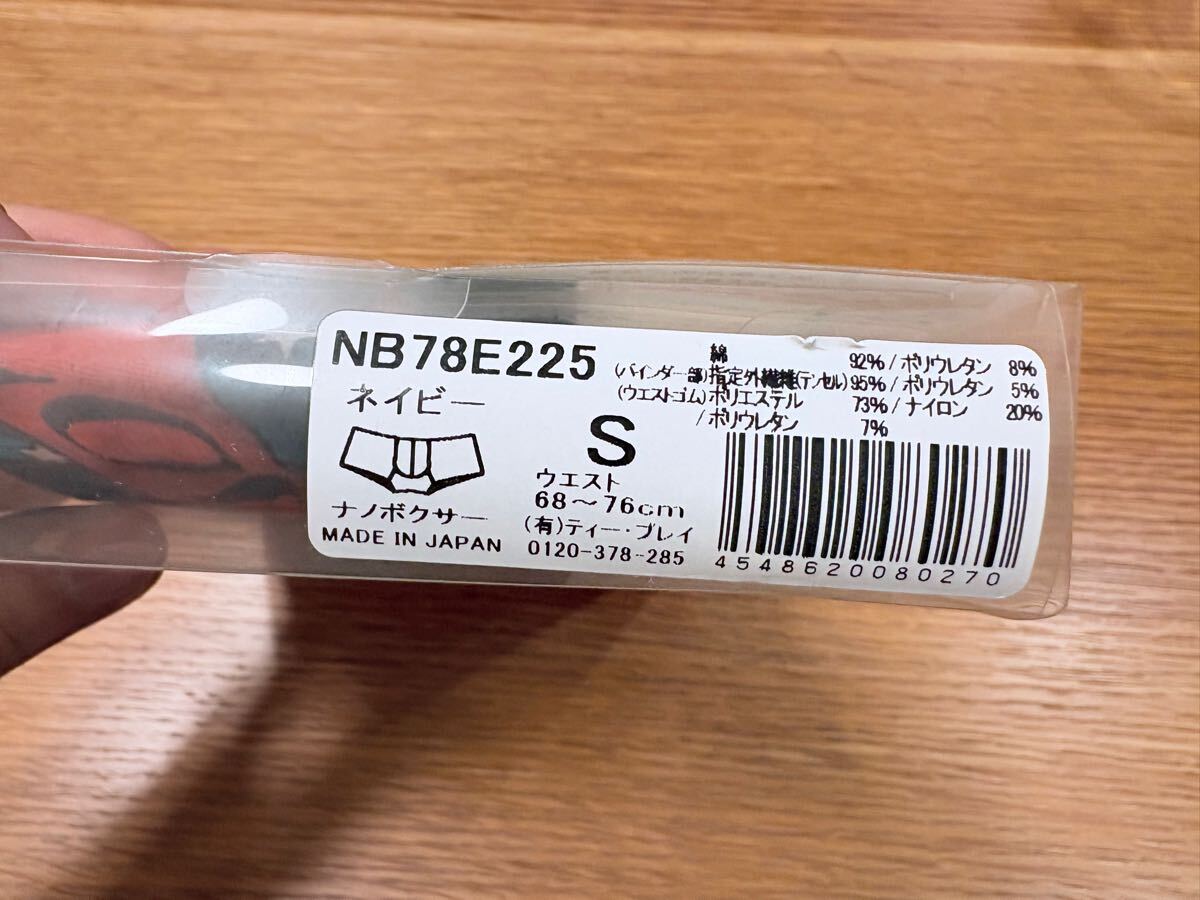 NB78E225
ネイビー
ナノボクサー
MADE IN JAPAN
S
ウエスト
68～76cm
(有)ティー・ブレイ
0120-378-285
綿 92% / ポリウレタン 8%
(バインダー部)指定外繊維(テンセル)95% / ポリウレタン 5%
(ウエストゴム)ポリエステル 73% / ナイロン 20%
/ポリウレタン 7%
4548620080270